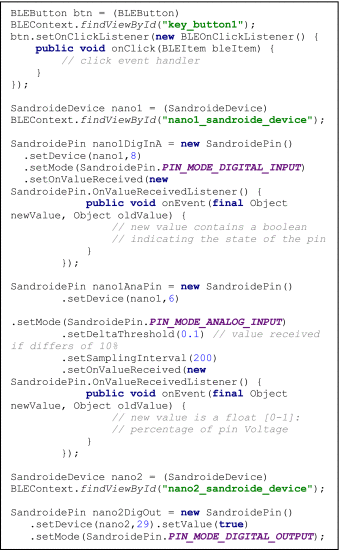 BLEButton btn = (BLEButton)
BLEContext.findViewById("key_button1");
btn.setOnClickListener(new BLEOnClickListener() {
public void onClick(BLEItem bleItem) {
// click event handler
}
});
SandroideDevice nano1 = (SandroidDevice)
BLEContext.findViewById("nano1_sandroide_device");
SandroidePin nano1DigInA = new SandroidePin()
.setDevice(nano1,8)
.setMode(SandroidePin.PIN_MODE_DIGITAL_INPUT)
.setOnValueReceived(new
SandroidePin.OnValueReceivedListener() {
public void onEvent(final Object
newValue, Object oldValue) {
// new value contains a boolean
// indicating the state of the pin
}
});
SandroidePin nano1AnaPin = new SandroidePin()
.setDevice(nano1,6)
.setMode(SandroidePin.PIN_MODE_ANALOG_INPUT)
.setDeltaThreshold(0.1) // value received
if differs of 10%
.setSamplingInterval(200)
.setOnValueReceived(new
SandroidePin.OnValueReceivedListener() {
public void onEvent(final Object
newValue, Object oldValue) {
// new value is a float [0-1]:
// percentage of pin Voltage
}
});
SandroideDevice nano2 = (SandroideDevice)
BLEContext.findViewById("nano2_sandroide_device");
SandroidePin nano2DigOut = new SandroidePin()
.setDevice(nano2,29).setValue(true)
.setMode(SandroidePin.PIN_MODE_DIGITAL_OUTPUT);